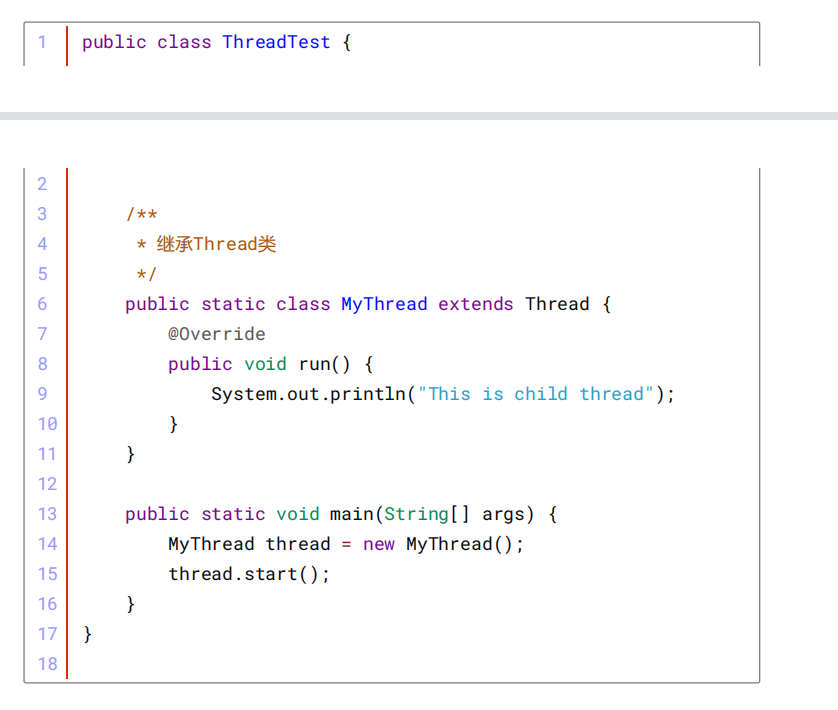 1 public class ThreadTest {
2
3     /**
4      * 继承Thread类
5      */
6     public static class MyThread extends Thread {
7         @Override
8         public void run() {
9             System.out.println("This is child thread");
10         }
11     }
12
13     public static void main(String[] args) {
14         MyThread thread = new MyThread();
15         thread.start();
16     }
17 }
18